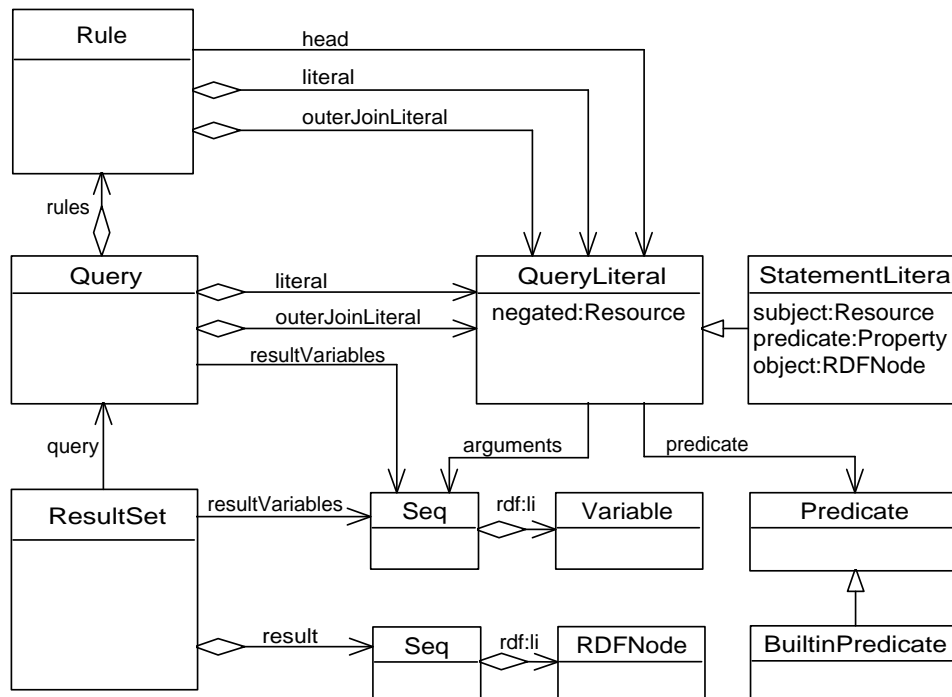 Rule
head
literal
outerJoinLiteral
rules
Query
literal
outerJoinLiteral
resultVariables
QueryLiteral
negated:Resource
StatementLitera
subject:Resource
predicate:Property
object:RDFNode
query
arguments
predicate
ResultSet
resultVariables
Seq
rdf:li
Variable
Predicate
result
Seq
rdf:li
RDFNode
BuiltinPredicate